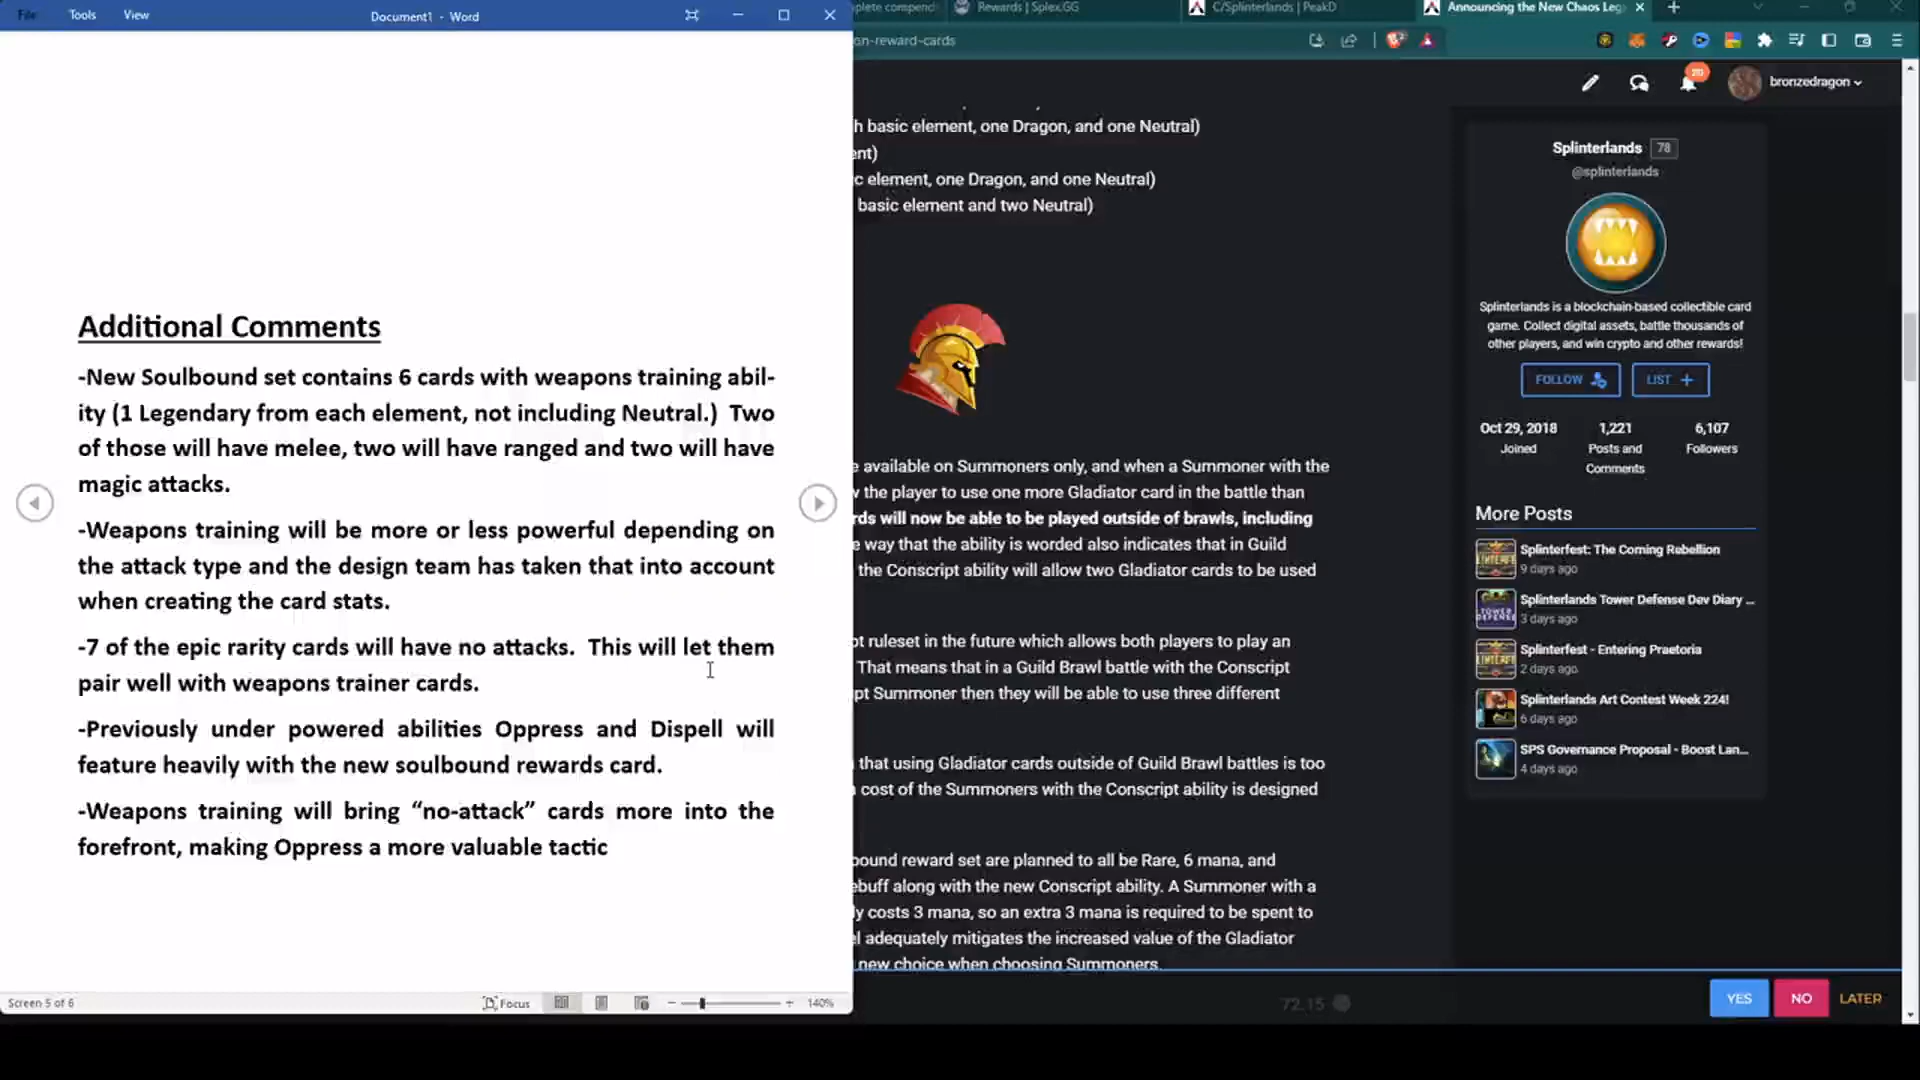 File Tools View Document1 - Word
Additional Comments
-New Soulbound set contains 6 cards with weapons training abil-
ity (1 Legendary from each element, not including Neutral.) Two
of those will have melee, two will have ranged and two will have
magic attacks.
-Weapons training will be more or less powerful depending on
the attack type and the design team has taken that into account
when creating the card stats.
-7 of the epic rarity cards will have no attacks. This will let them
pair well with weapons trainer cards.
-Previously under powered abilities Oppress and Dispell will
feature heavily with the new soulbound rewards card.
-Weapons training will bring “no-attack” cards more into the
forefront, making Oppress a more valuable tactic
Screen 5 of 6 Focus 140%
plete compend Rewards | Splex.GG C/Splinterlands | PeakD Announcing the New Chaos Leg
on-reward-cards
20 bronzedragon
h basic element, one Dragon, and one Neutral)
ent)
c element, one Dragon, and one Neutral)
basic element and two Neutral)
e available on Summoners only, and when a Summoner with the
w the player to use one more Gladiator card in the battle than
rds will now be able to be played outside of brawls, including
e way that the ability is worded also indicates that in Guild
the Conscript ability will allow two Gladiator cards to be used
ot ruleset in the future which allows both players to play an
That means that in a Guild Brawl battle with the Conscript
pt Summoner then they will be able to use three different
that using Gladiator cards outside of Guild Brawl battles is too
cost of the Summoners with the Conscript ability is designed
bound reward set are planned to all be Rare, 6 mana, and
ebuff along with the new Conscript ability. A Summoner with a
ly costs 3 mana, so an extra 3 mana is required to be spent to
el adequately mitigates the increased value of the Gladiator
new choice when choosing Summoners.
Splinterlands 78
@splinterlands
Splinterlands is a blockchain-based collectible card
game. Collect digital assets, battle thousands of
other players, and win crypto and other rewards!
FOLLOW LIST
Oct 29, 2018 1,221 6,107
Joined Posts and Followers
Comments
More Posts
Splinterfest: The Coming Rebellion
9 days ago
Splinterlands Tower Defense Dev Diary ...
3 days ago
Splinterfest - Entering Praetoria
2 days ago
Splinterlands Art Contest Week 224!
6 days ago
SPS Governance Proposal - Boost Lan...
4 days ago
72.15 YES NO LATER